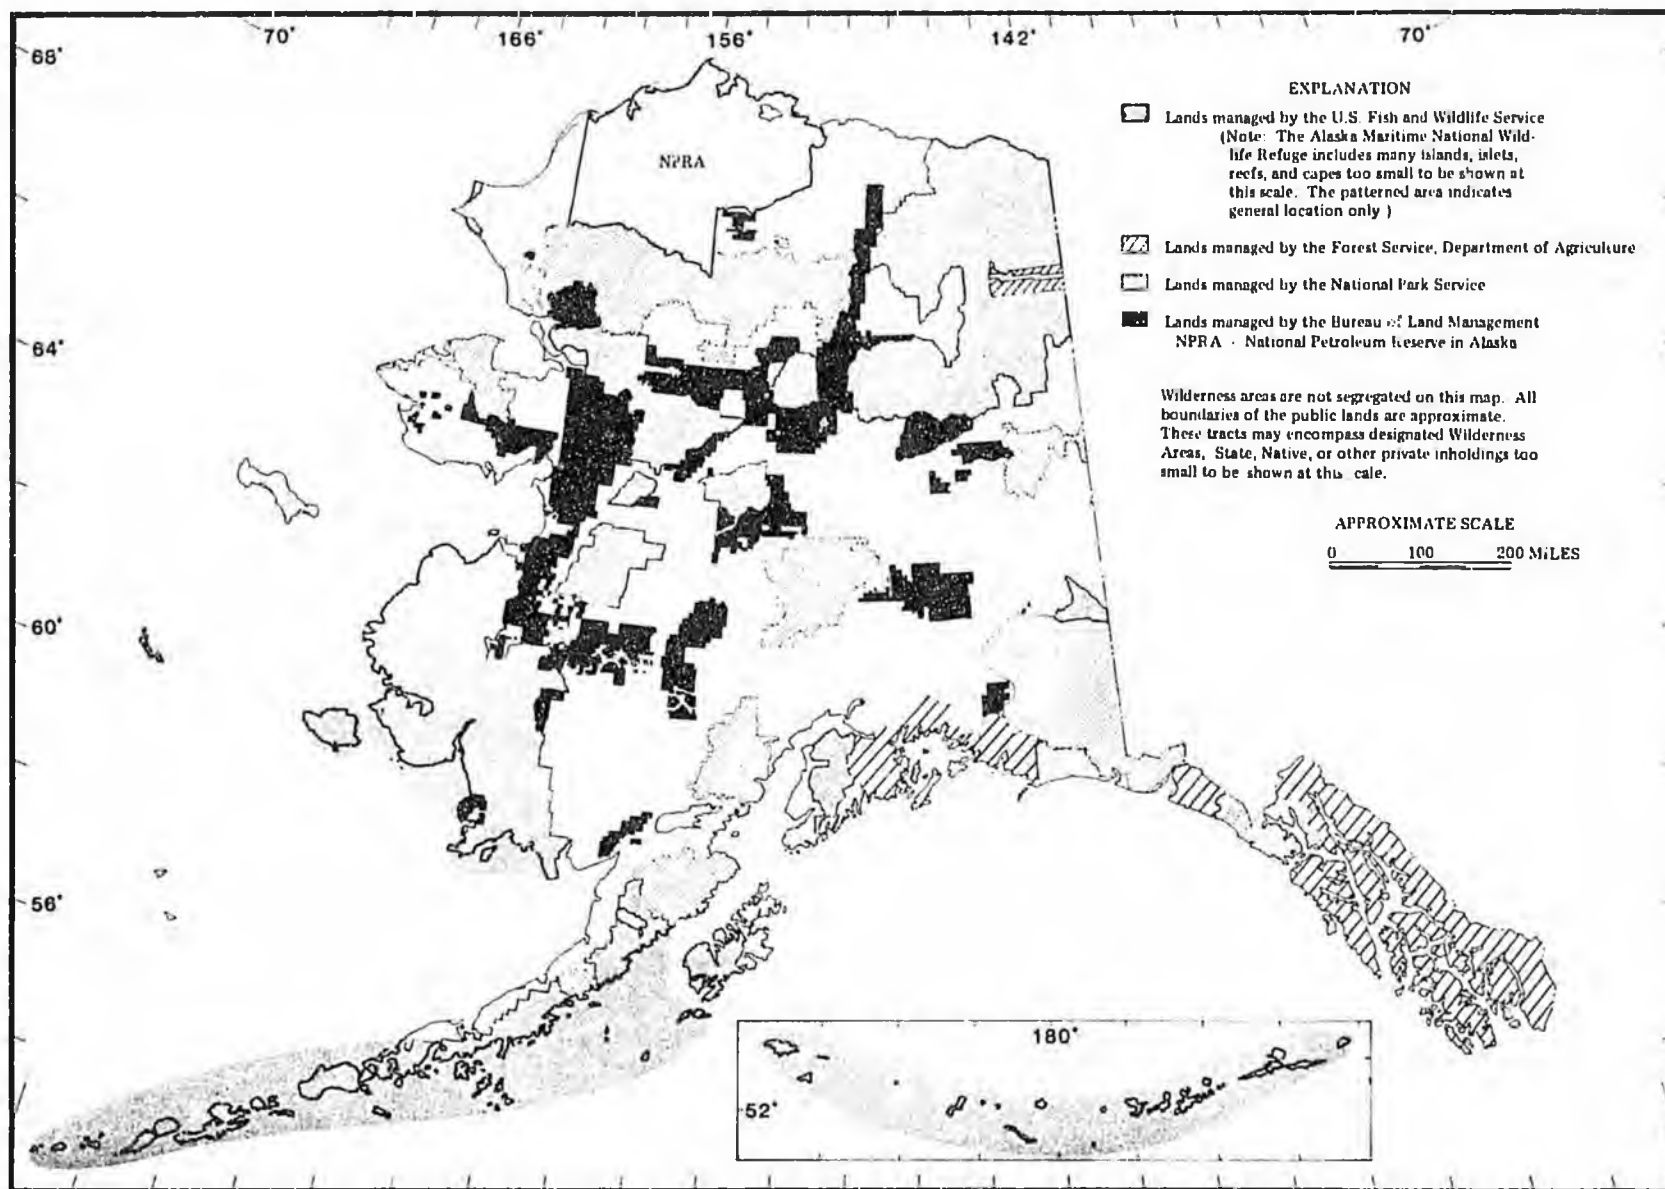 70°
166°
156°
142°
70°
68°
64°
60°
56°
NPRA
EXPLANATION
Lands managed by the U.S. Fish and Wildlife Service
(Note: The Alaska Maritime National Wild-
life Refuge includes many islands, islets,
reefs, and capes too small to be shown at
this scale. The patterned area indicates
general location only )
Lands managed by the Forest Service, Department of Agriculture
Lands managed by the National Park Service
Lands managed by the Bureau of Land Management
NPRA - National Petroleum Reserve in Alaska
Wilderness areas are not segregated on this map. All
boundaries of the public lands are approximate.
These tracts may encompass designated Wilderness
Areas, State, Native, or other private inholdings too
small to be shown at this cale.
APPROXIMATE SCALE
0 100 200 MILES
180°
52°